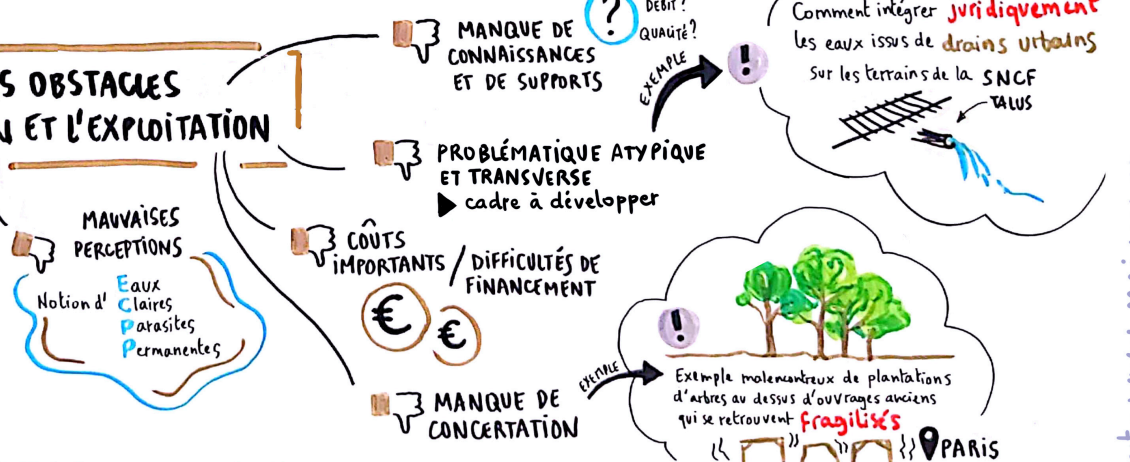 S OBSTACLES
N ET L'EXPLOITATION
MANQUE DE
CONNAISSANCES
ET DE SUPPORTS
?
DÉBIT?
QUALITÉ?
EXEMPLE
!
Comment intégrer juridiquement
les eaux issus de drains urbains
sur les terrains de la SNCF
TALUS
PROBLÉMATIQUE ATYPIQUE
ET TRANSVERSE
▶ cadre à développer
MAUVAISES
PERCEPTIONS
Notion d' Eaux
Claires
Parasites
Permanentes
COÛTS
IMPORTANTS / DIFFICULTÉS DE
FINANCEMENT
€ €
MANQUE DE
CONCERTATION
EXEMPLE
!
Exemple malencontreux de plantations
d'arbres au dessus d'ouvrages anciens
qui se retrouvent fragilisés
PARIS